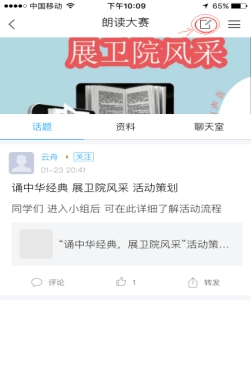 中国移动 下午10:09
朗读大赛
展卫院风采
话题 资料 聊天室
云舟 关注
01-23 20:41
诵中华经典 展卫院风采 活动策划
同学们 进入小组后 可在此详细了解活动流程
“诵中华经典，展卫院风采”活动策...
评论 1 转发